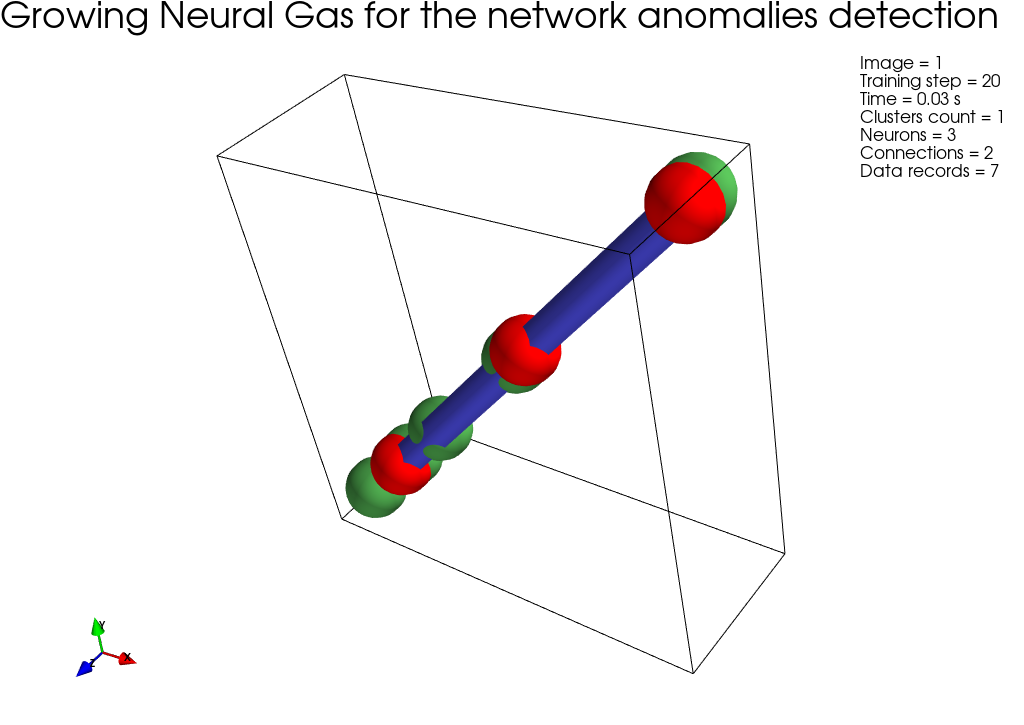 Growing Neural Gas for the network anomalies detection
Image = 1
Training step = 20
Time = 0.03 s
Clusters count = 1
Neurons = 3
Connections = 2
Data records = 7
Y
Z
X